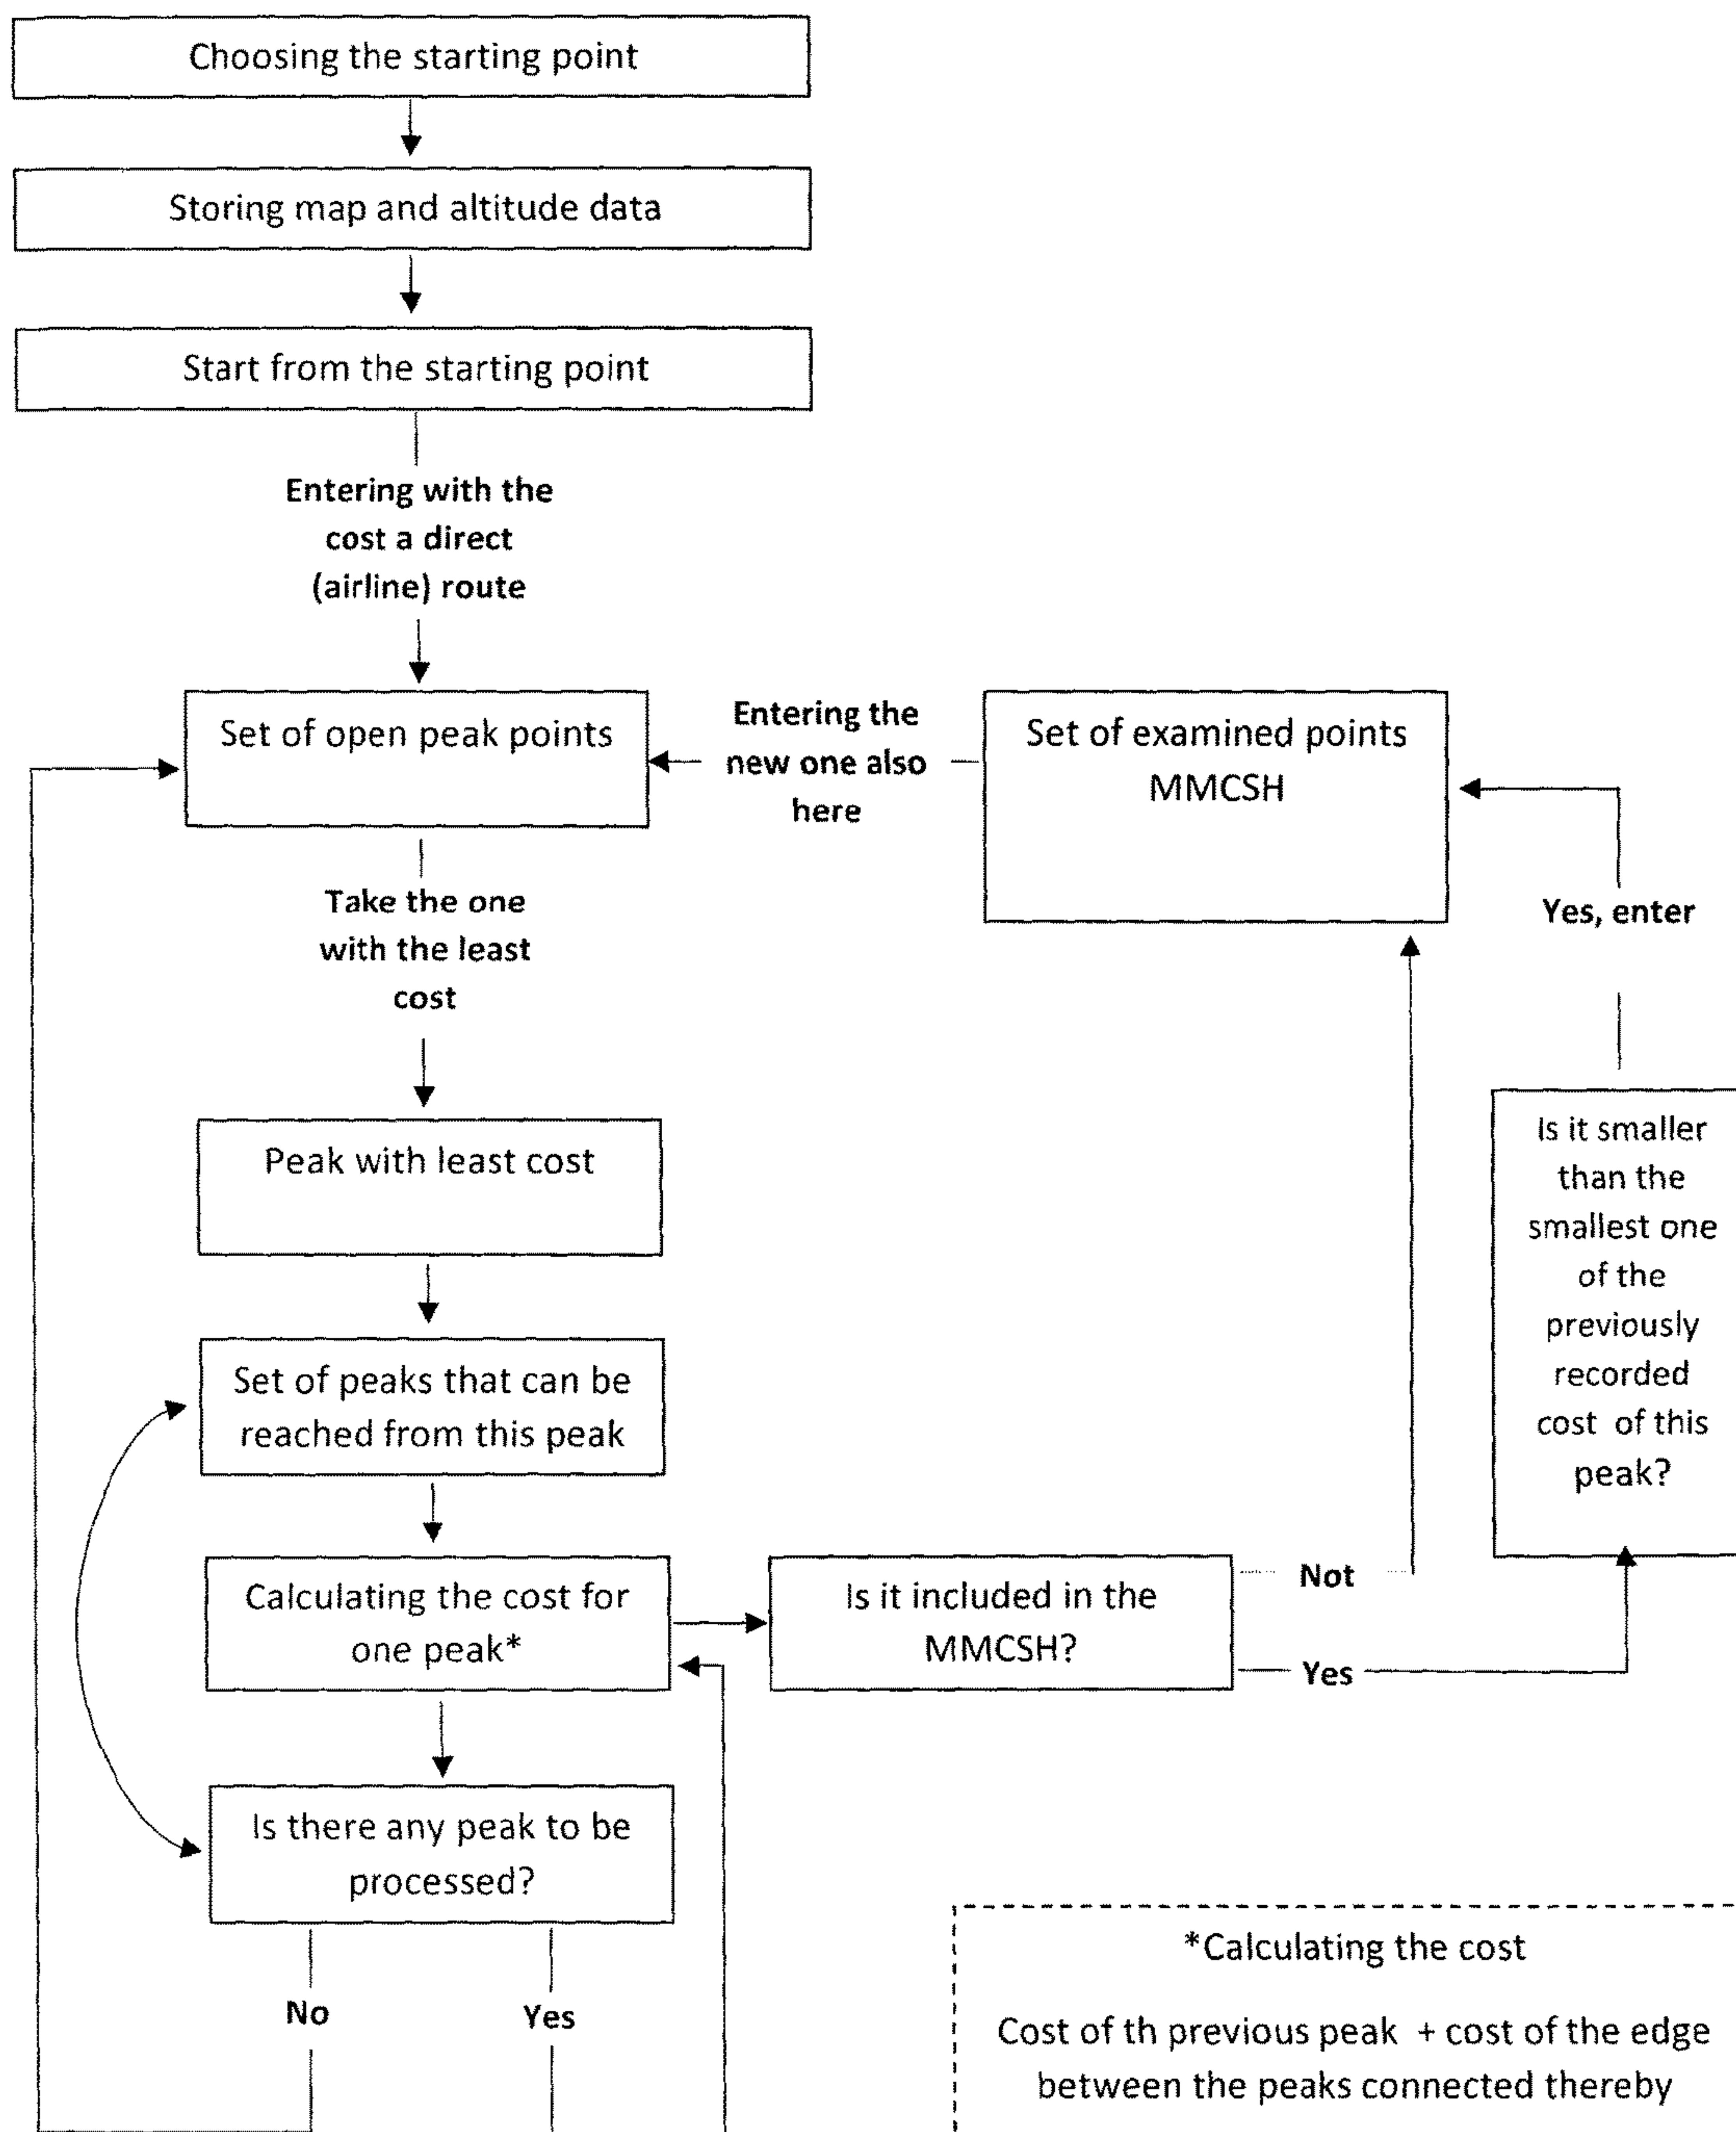 Choosing the starting point
Storing map and altitude data
Start from the starting point
Entering with the
cost a direct
(airline) route
Set of open peak points
Entering the
new one also
here
Set of examined points
MMCSH
Yes, enter
Take the one
with the least
cost
Peak with least cost
Is it smaller
than the
smallest one
of the
previously
recorded
cost of this
peak?
Set of peaks that can be
reached from this peak
Calculating the cost for
one peak*
Is it included in the
MMCSH?
Not
Yes
Is there any peak to be
processed?
No
Yes
*Calculating the cost
Cost of th previous peak + cost of the edge
between the peaks connected thereby